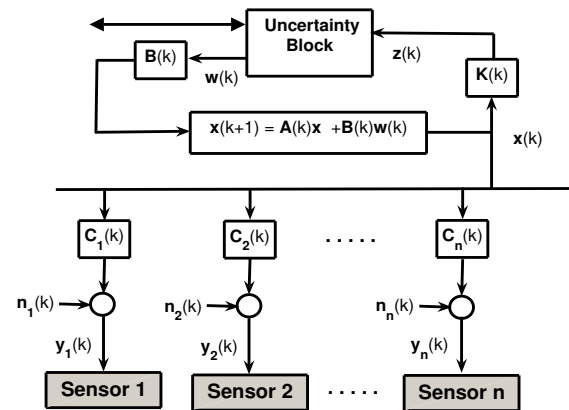 Uncertainty
Block
B(k)
w(k)
z(k)
K(k)
x(k+1) = A(k)x +B(k)w(k)
x(k)
C1(k)
C2(k)
. . . . .
Cn(k)
n1(k)
n2(k)
nn(k)
y1(k)
y2(k)
yn(k)
Sensor 1
Sensor 2
. . . . .
Sensor n